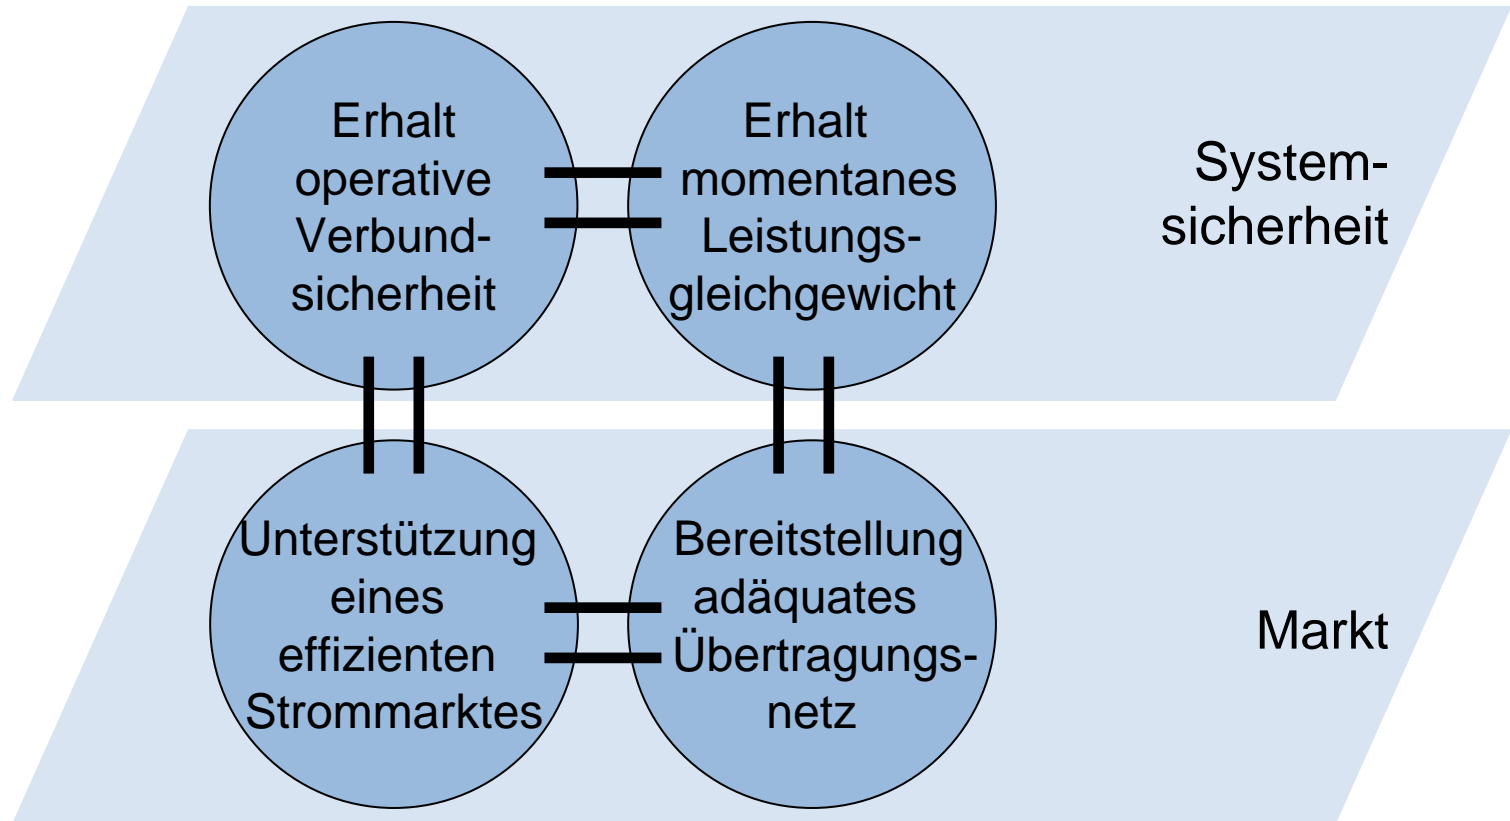 Erhalt
operative
Verbund-
sicherheit
Erhalt
momentanes
Leistungs-
gleichgewicht
System-
sicherheit
Unterstützung
eines
effizienten
Strommarktes
Bereitstellung
adäquates
Übertragungs-
netz
Markt